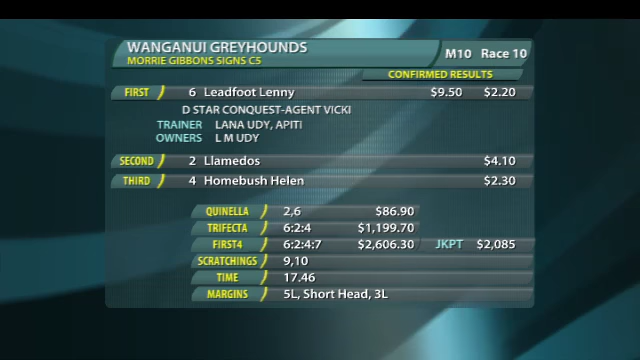 WANGANUI GREYHOUNDS
MORRIE GIBBONS SIGNS C5
M10 Race 10
CONFIRMED RESULTS
FIRST 6 Leadfoot Lenny $9.50 $2.20
D STAR CONQUEST-AGENT VICKI
TRAINER LANA UDY, APITI
OWNERS L M UDY
SECOND 2 Llamedos $4.10
THIRD 4 Homebush Helen $2.30
QUINELLA 2,6 $86.90
TRIFECTA 6:2:4 $1,199.70
FIRST4 6:2:4:7 $2,606.30 JKPT $2,085
SCRATCHINGS 9,10
TIME 17.46
MARGINS 5L, Short Head, 3L